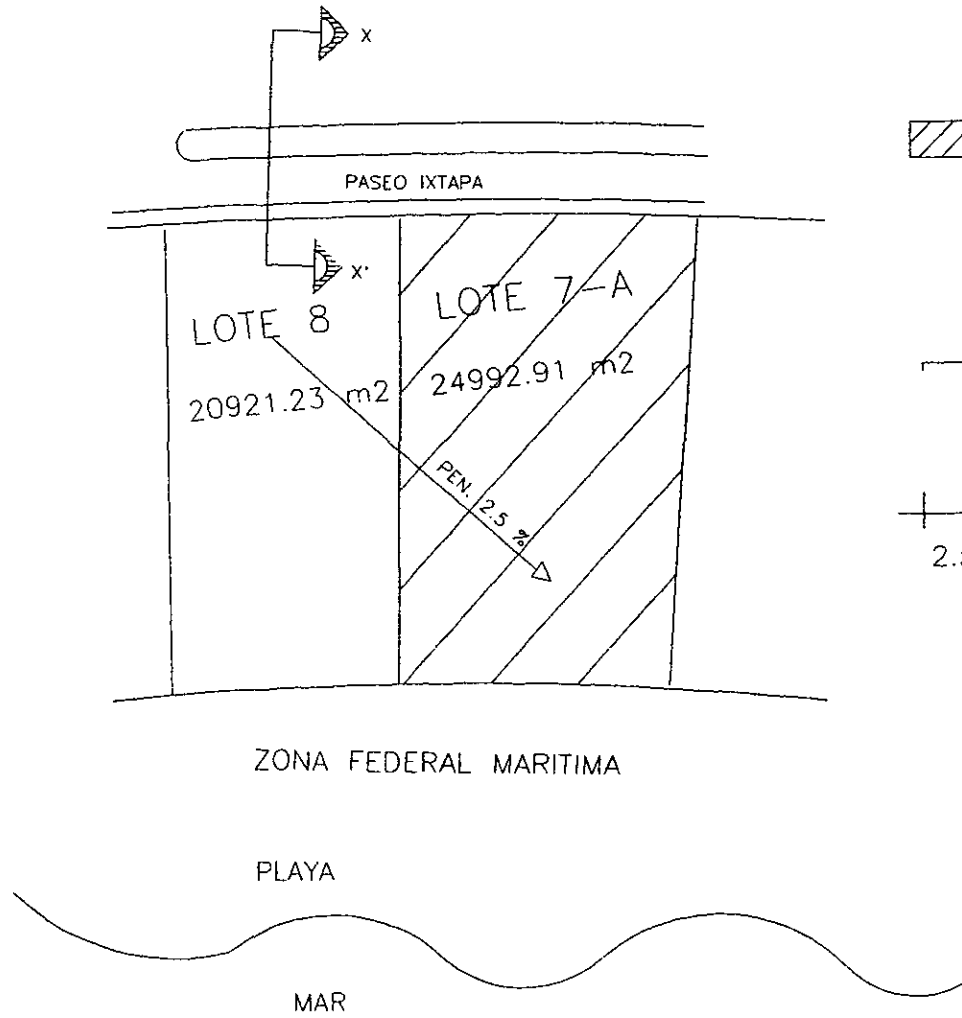 X
PASEO IXTAPA
X'
LOTE 8
20921.23 m2
LOTE 7-A
24992.91 m2
PEN. 2.5 %
ZONA FEDERAL MARITIMA
PLAYA
MAR